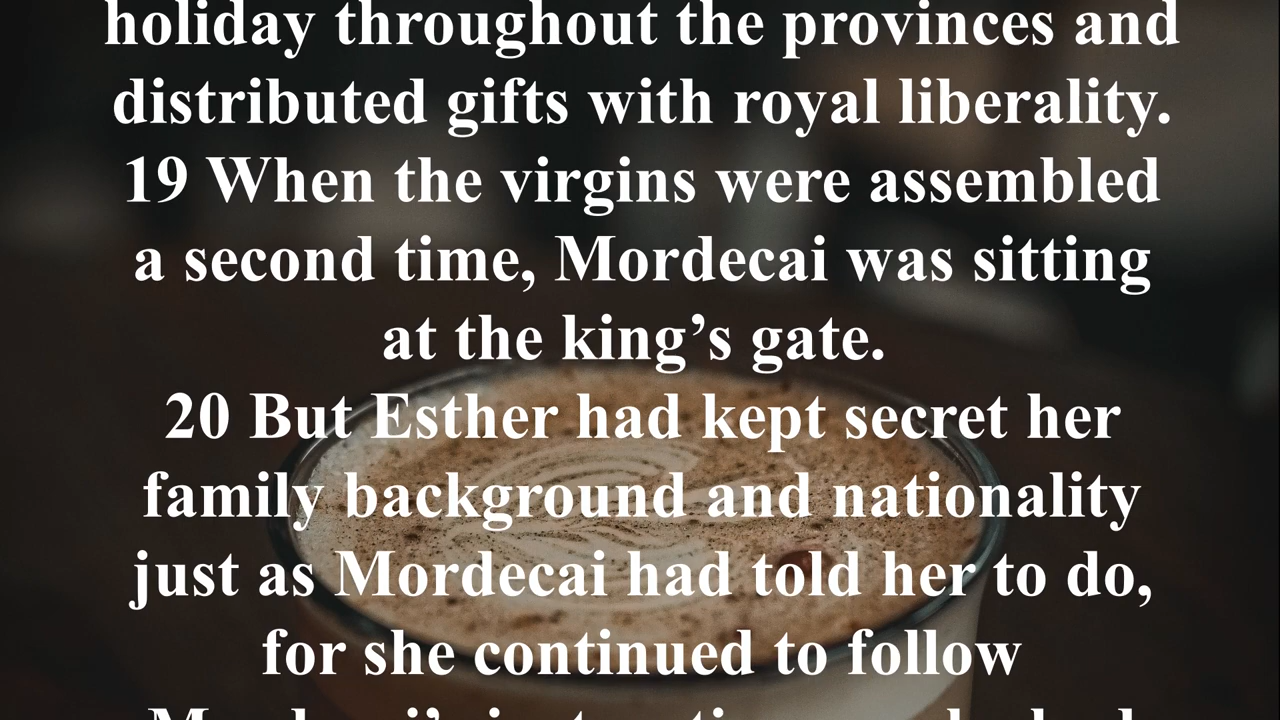 holiday throughout the provinces and
distributed gifts with royal liberality.
19 When the virgins were assembled
a second time, Mordecai was sitting
at the king’s gate.
20 But Esther had kept secret her
family background and nationality
just as Mordecai had told her to do,
for she continued to follow